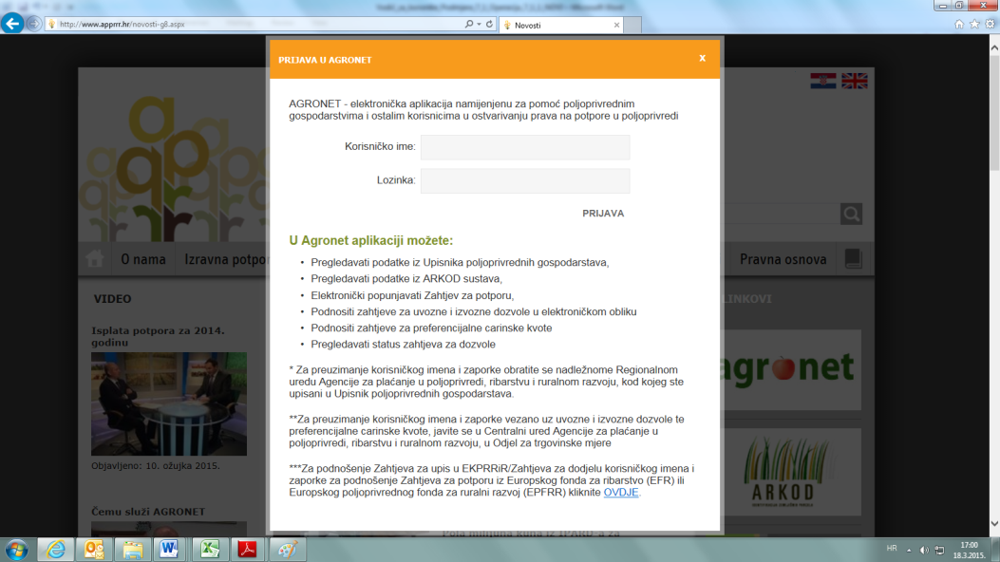 http://www.apprrr.hr/novosti-g8.aspx
Novosti
PRIJAVA U AGRONET
x
AGRONET - elektronička aplikacija namijenjenu za pomoć poljoprivrednim
gospodarstvima i ostalim korisnicima u ostvarivanju prava na potpore u poljoprivredi
Korisničko ime:
Lozinka:
PRIJAVA
U Agronet aplikaciji možete:
• Pregledavati podatke iz Upisnika poljoprivrednih gospodarstava,
• Pregledavati podatke iz ARKOD sustava,
• Elektronički popunjavati Zahtjev za potporu,
• Podnositi zahtjeve za uvozne i izvozne dozvole u elektroničkom obliku
• Podnositi zahtjeve za preferencijalne carinske kvote
• Pregledavati status zahtjeva za dozvole
* Za preuzimanje korisničkog imena i zaporke obratite se nadležnome Regionalnom
uredu Agencije za plaćanje u poljoprivredi, ribarstvu i ruralnom razvoju, kod kojeg ste
upisani u Upisnik poljoprivrednih gospodarstava.
**Za preuzimanje korisničkog imena i zaporke vezano uz uvozne i izvozne dozvole te
preferencijalne carinske kvote, javite se u Centralni ured Agencije za plaćanje u
poljoprivredi, ribarstvu i ruralnom razvoju, u Odjel za trgovinske mjere
***Za podnošenje Zahtjeva za upis u EKPRRiR/Zahtjeva za dodjelu korisničkog imena i
zaporke za podnošenje Zahtjeva za potporu iz Europskog fonda za ribarstvo (EFR) ili
Europskog poljoprivrednog fonda za ruralni razvoj (EPFRR) kliknite OVDJE.
O nama
Izravna potpo
Pravna osnova
VIDEO
LINKOVI
Isplata potpora za 2014.
godinu
Objavljeno: 10. ožujka 2015.
Čemu služi AGRONET
agronet
ARKOD
HR
17:00
18.3.2015.